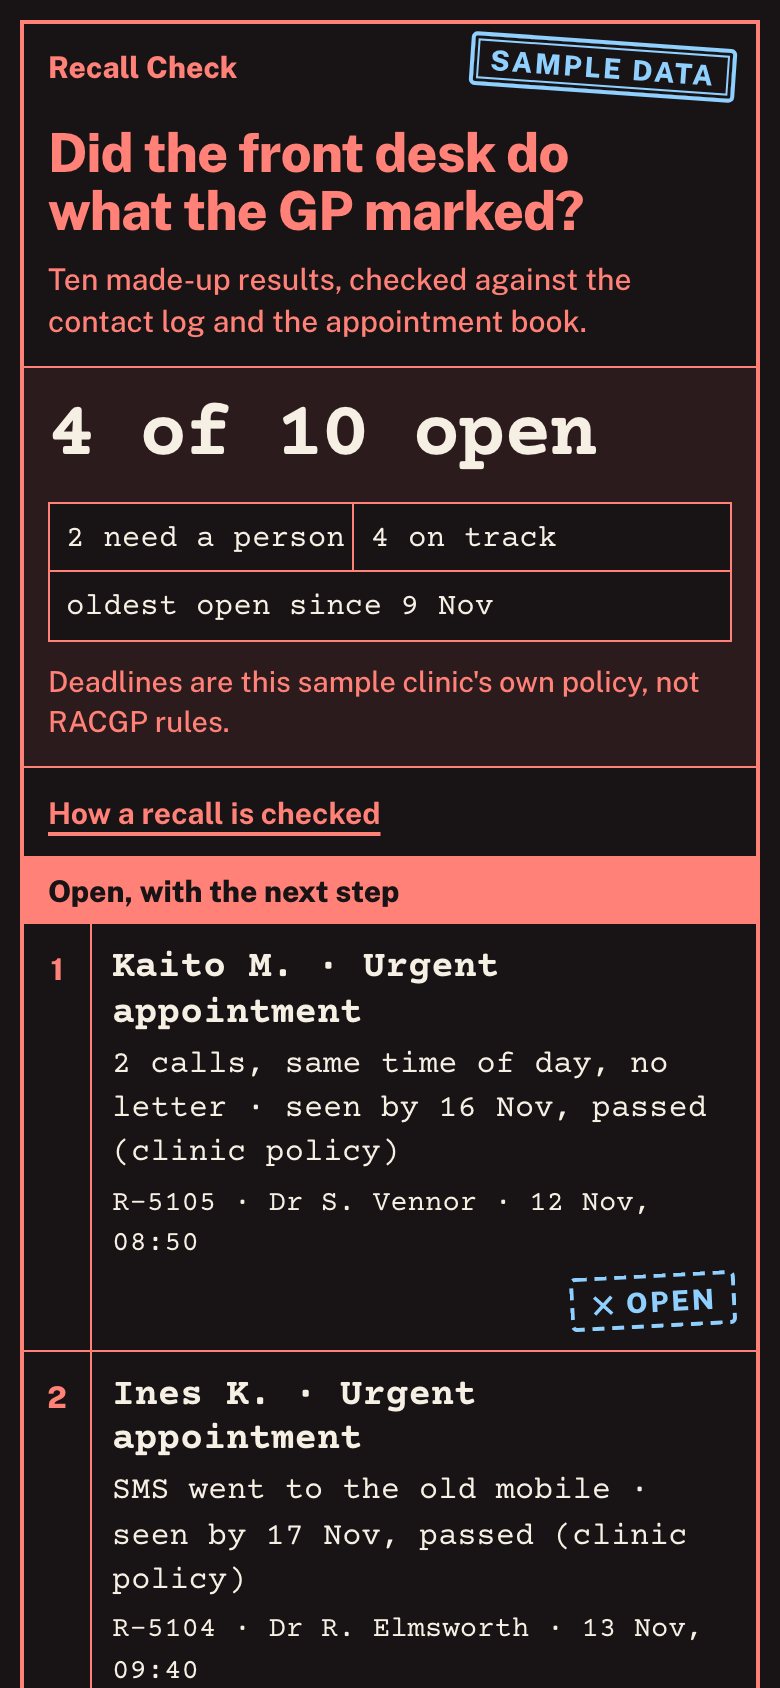 Recall Check
SAMPLE DATA
Did the front desk do
what the GP marked?
Ten made-up results, checked against the
contact log and the appointment book.
4 of 10 open
2 need a person
4 on track
oldest open since 9 Nov
Deadlines are this sample clinic's own policy, not
RACGP rules.
How a recall is checked
Open, with the next step
1
Kaito M. · Urgent
appointment
2 calls, same time of day, no
letter · seen by 16 Nov, passed
(clinic policy)
R-5105 · Dr S. Vennor · 12 Nov,
08:50
× OPEN
2
Ines K. · Urgent
appointment
SMS went to the old mobile ·
seen by 17 Nov, passed (clinic
policy)
R-5104 · Dr R. Elmsworth · 13 Nov,
09:40